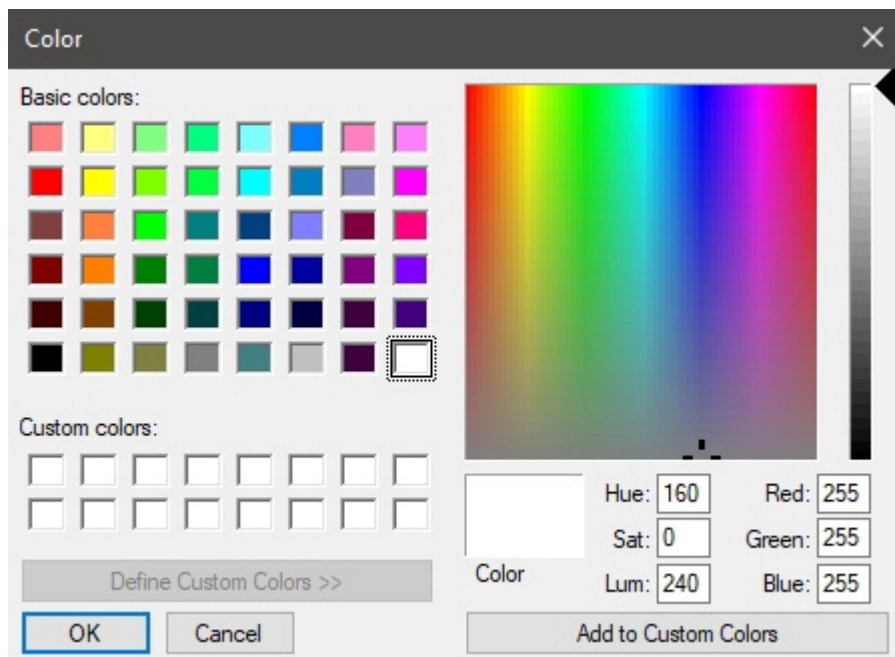 Color
Basic colors:
Custom colors:
Define Custom Colors >>
OK Cancel
Color
Hue: 160 Red: 255
Sat: 0 Green: 255
Lum: 240 Blue: 255
Add to Custom Colors